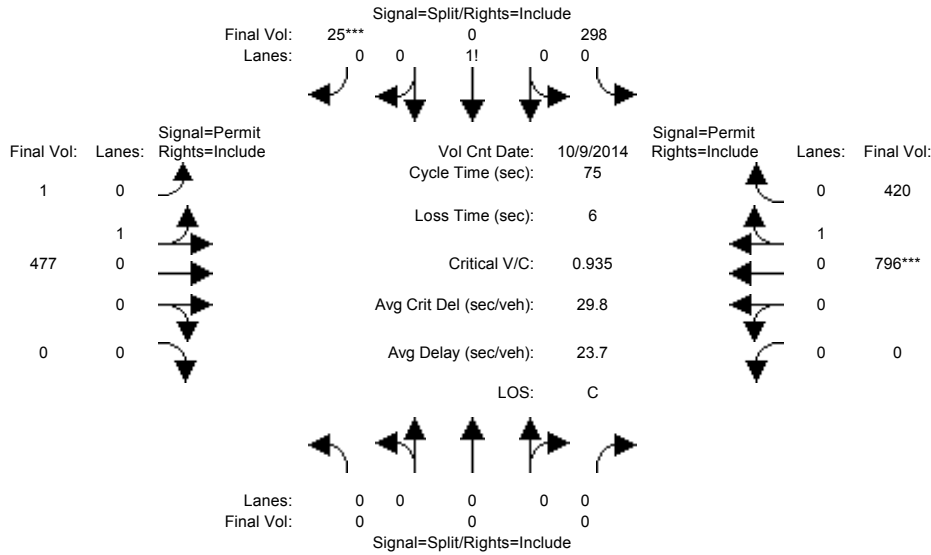 Signal=Split/Rights=Include
Final Vol: 25*** 0 298
Lanes: 0 0 1! 0 0
Signal=Permit Signal=Permit
Final Vol: Lanes: Rights=Include Vol Cnt Date: 10/9/2014 Rights=Include Lanes: Final Vol:
Cycle Time (sec): 75
1 0 0 420
Loss Time (sec): 6
1 1
477 0 Critical V/C: 0.935 0 796***
0 Avg Crit Del (sec/veh): 29.8 0
0 0 Avg Delay (sec/veh): 23.7 0 0
LOS: C
Lanes: 0 0 0 0 0
Final Vol: 0 0 0
Signal=Split/Rights=Include